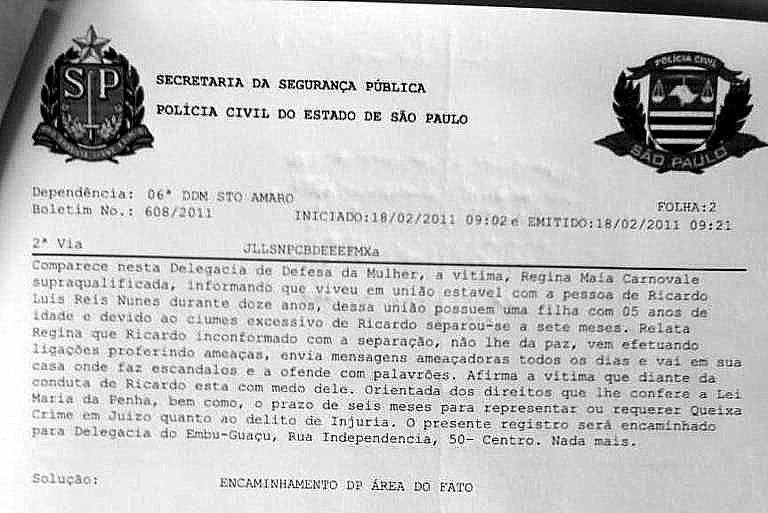 SP
SECRETARIA DA SEGURANÇA PÚBLICA
POLÍCIA CIVIL DO ESTADO DE SÃO PAULO
POLÍCIA CIVIL
SÃO PAULO
Dependência: 06ª DDM STO AMARO
FOLHA:2
Boletim No.: 608/2011 INICIADO:18/02/2011 09:02 e EMITIDO:18/02/2011 09:21
2ª Via JLLSNPCBDEEEFMXa
Comparece nesta Delegacia de Defesa da Mulher, a vitima, Regina Maia Carnovale
supraqualificada, informando que viveu em união estavel com a pessoa de Ricardo
Luis Reis Nunes durante doze anos, dessa união possuem uma filha com 05 anos de
idade e devido ao ciumes excessivo de Ricardo separou-se a sete meses. Relata
Regina que Ricardo inconformado com a separação, não lhe da paz, vem efetuando
ligações proferindo ameaças, envia mensagens ameaçadoras todos os dias e vai em sua
casa onde faz escandalos e a ofende com palavrões. Afirma a vitima que diante da
conduta de Ricardo esta com medo dele. Orientada dos direitos que lhe confere a Lei
Maria da Penha, bem como, o prazo de seis meses para representar ou requerer Queixa
Crime em Juizo quanto ao delito de Injuria. O presente registro será encaminhado
para Delegacia do Embu-Guaçu, Rua Independencia, 50- Centro. Nada mais.
Solução: ENCAMINHAMENTO DP ÁREA DO FATO